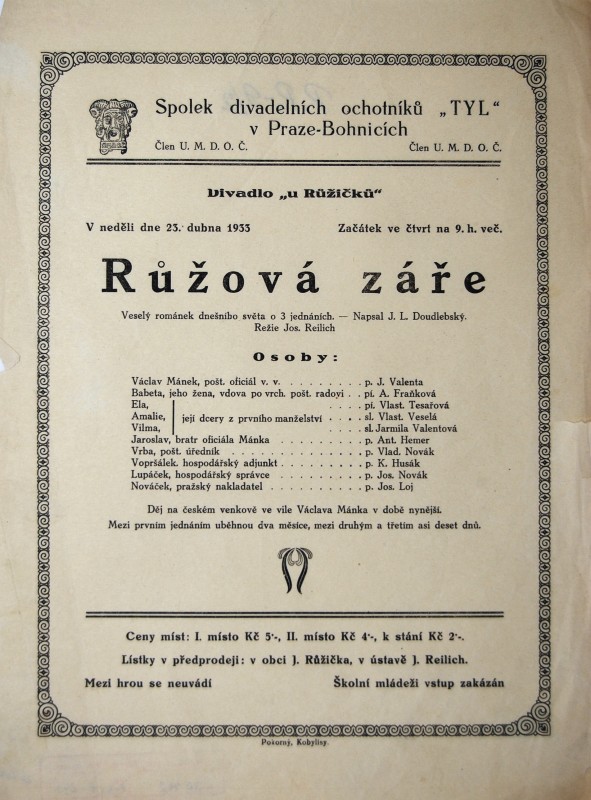 Spolek divadelních ochotníků „TYL“
v Praze-Bohnicích
Člen U. M. D. O. Č. Člen U. M. D. O. Č.
Divadlo „u Růžičků“
V neděli dne 23. dubna 1933 Začátek ve čtvrt na 9. h. več.
Růžová záře
Veselý románek dnešního světa o 3 jednáních. — Napsal J. L. Doudlebský.
Režie Jos. Reilich
Osoby:
Václav Mánek, pošt. oficiál v. v. . . . . . . . . p. J. Valenta
Babeta, jeho žena, vdova po vrch. pošt. radovi . . pí. A. Fraňková
Ela, . . . . pí. Vlast. Tesařová
Amalie, její dcery z prvního manželství . . . . sl. Vlast. Veselá
Vilma, . . . . sl. Jarmila Valentová
Jaroslav, bratr oficiála Mánka . . . . . . . . . p. Ant. Hemer
Vrba, pošt. úředník . . . . . . . . . . . . . . p. Vlad. Novák
Vopršálek. hospodářský adjunkt . . . . . . . . p. K. Husák
Lupáček, hospodářský správce . . . . . . . . . p. Jos. Novák
Nováček, pražský nakladatel . . . . . . . . . . p. Jos. Loj
Děj na českém venkově ve vile Václava Mánka v době nynější.
Mezi prvním jednáním uběhnou dva měsíce, mezi druhým a třetím asi deset dnů.
Ceny míst: I. místo Kč 5·-, II. místo Kč 4·-, k stání Kč 2·-.
Lístky v předprodeji: v obci J. Růžička, v ústavě J. Reilich.
Mezi hrou se neuvádí Školní mládeži vstup zakázán
Pokorný, Kobylisy.